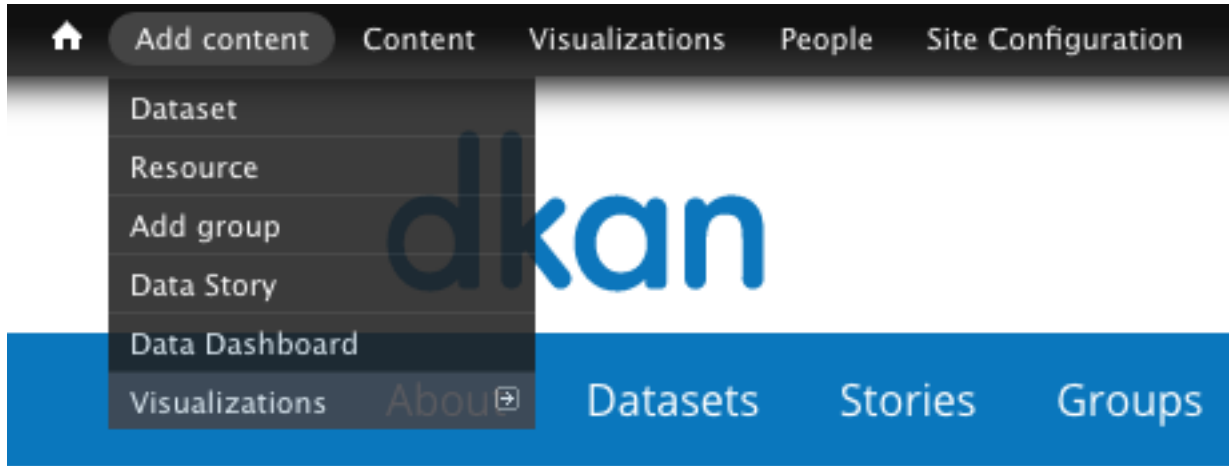 Add content Content Visualizations People Site Configuration
Dataset
Resource
Add group
Data Story
Data Dashboard
Visualizations
dkan
About Datasets Stories Groups